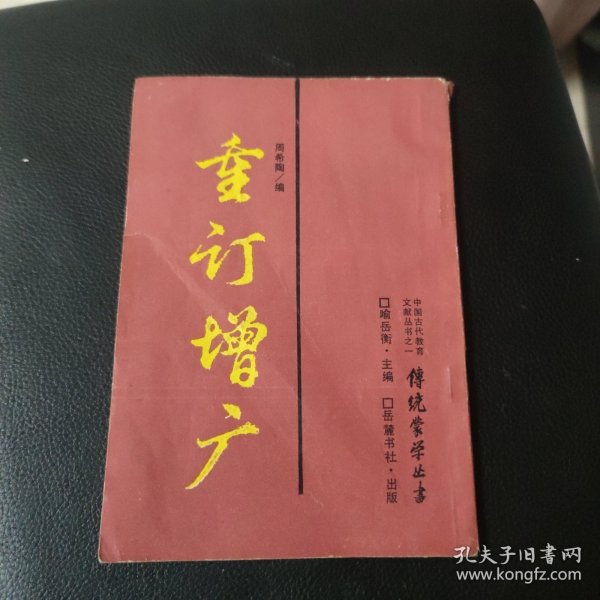 重订增广
周希陶／编
中国古代教育
文献丛书之一
傳統蒙学丛書
□喻岳衡·主编 □岳麓书社·出版
孔夫子旧书网
www.kongfz.com